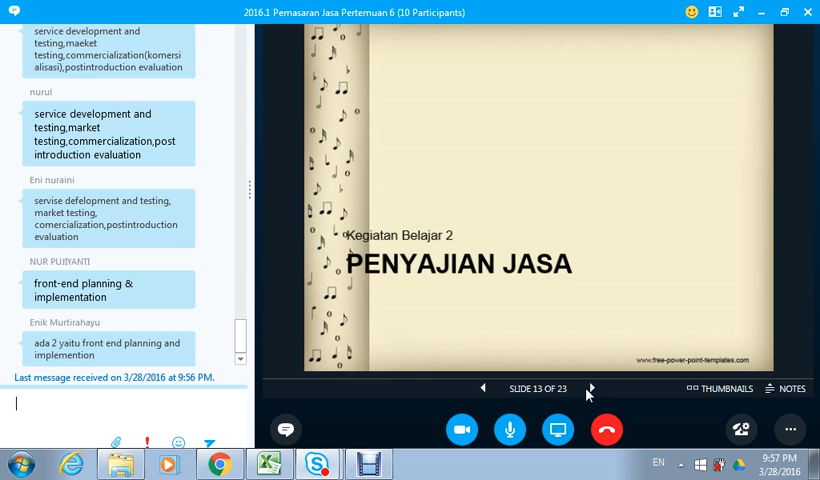 2016.1 Pemasaran Jasa Pertemuan 6 (10 Participants)
service development and
testing,maeket
testing,commercialization(komersi
alisasi),postintroduction evaluation
nurul
service development and
testing,market
testing,commercialization,post
introduction evaluation
Eni nuraini
servise defelopment and testing,
market testing,
comercialization,postintroduction
evaluation
NUR PUJIYANTI
front-end planning &
implementation
Enik Murtirahayu
ada 2 yaitu front end planning and
implemention
Last message received on 3/28/2016 at 9:56 PM.
Kegiatan Belajar 2
PENYAJIAN JASA
www.free-power-point-templates.com
SLIDE 13 OF 23
THUMBNAILS
NOTES
EN
9:57 PM
3/28/2016